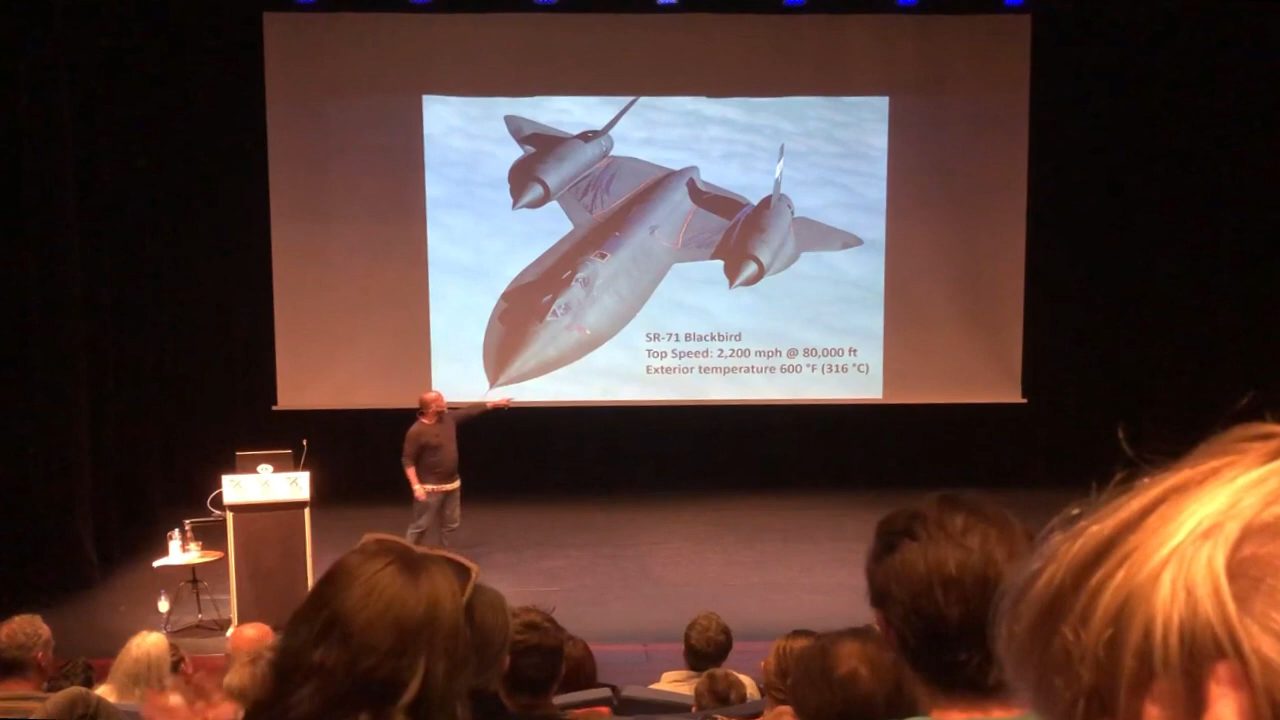 SR-71 Blackbird
Top Speed: 2,200 mph @ 80,000 ft
Exterior temperature 600 °F (316 °C)